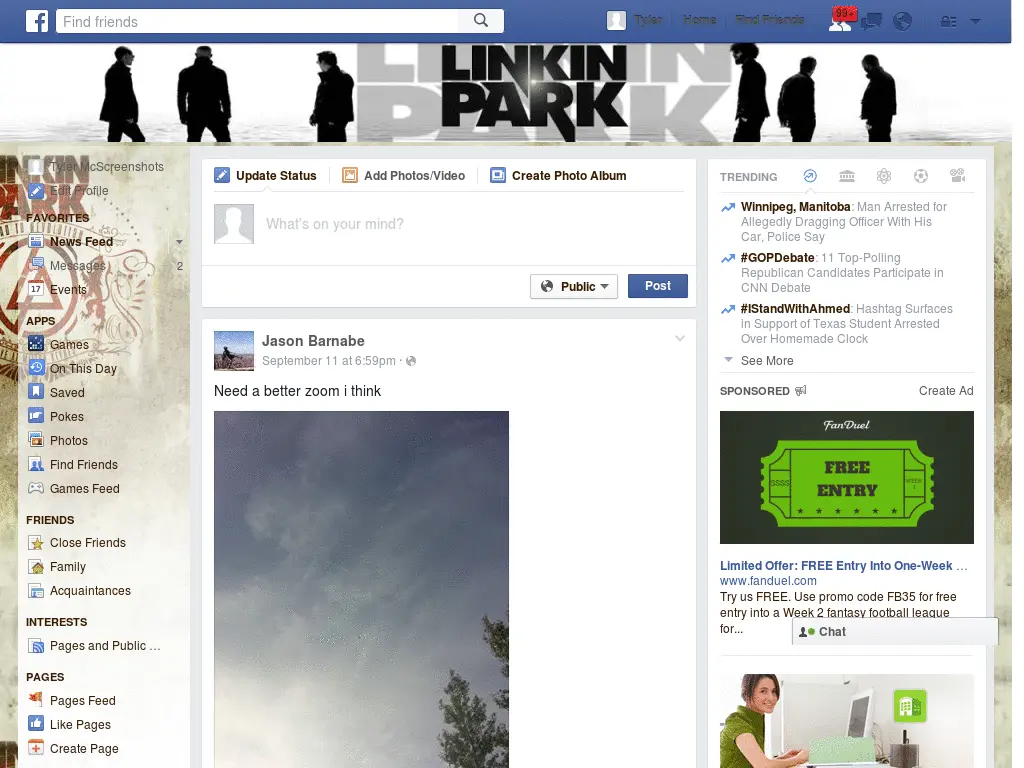 f
Find friends
Tyler
Home
Find Friends
99+
LINKIN
PARK
LINKIN
PARK
Tyler McScreenshots
Edit Profile
FAVORITES
News Feed
Messages
2
17
Events
APPS
Games
On This Day
Saved
Pokes
Photos
Find Friends
Games Feed
FRIENDS
Close Friends
Family
Acquaintances
INTERESTS
Pages and Public ...
PAGES
Pages Feed
Like Pages
Create Page
Update Status
Add Photos/Video
Create Photo Album
What's on your mind?
Public
Post
Jason Barnabe
September 11 at 6:59pm ·
Need a better zoom i think
TRENDING
Winnipeg, Manitoba: Man Arrested for
Allegedly Dragging Officer With His
Car, Police Say
#GOPDebate: 11 Top-Polling
Republican Candidates Participate in
CNN Debate
#IStandWithAhmed: Hashtag Surfaces
in Support of Texas Student Arrested
Over Homemade Clock
See More
SPONSORED
Create Ad
FanDuel
FREE
ENTRY
SSSS
WEEK
1
Limited Offer: FREE Entry Into One-Week ...
www.fanduel.com
Try us FREE. Use promo code FB35 for free
entry into a Week 2 fantasy football league
for...
Chat